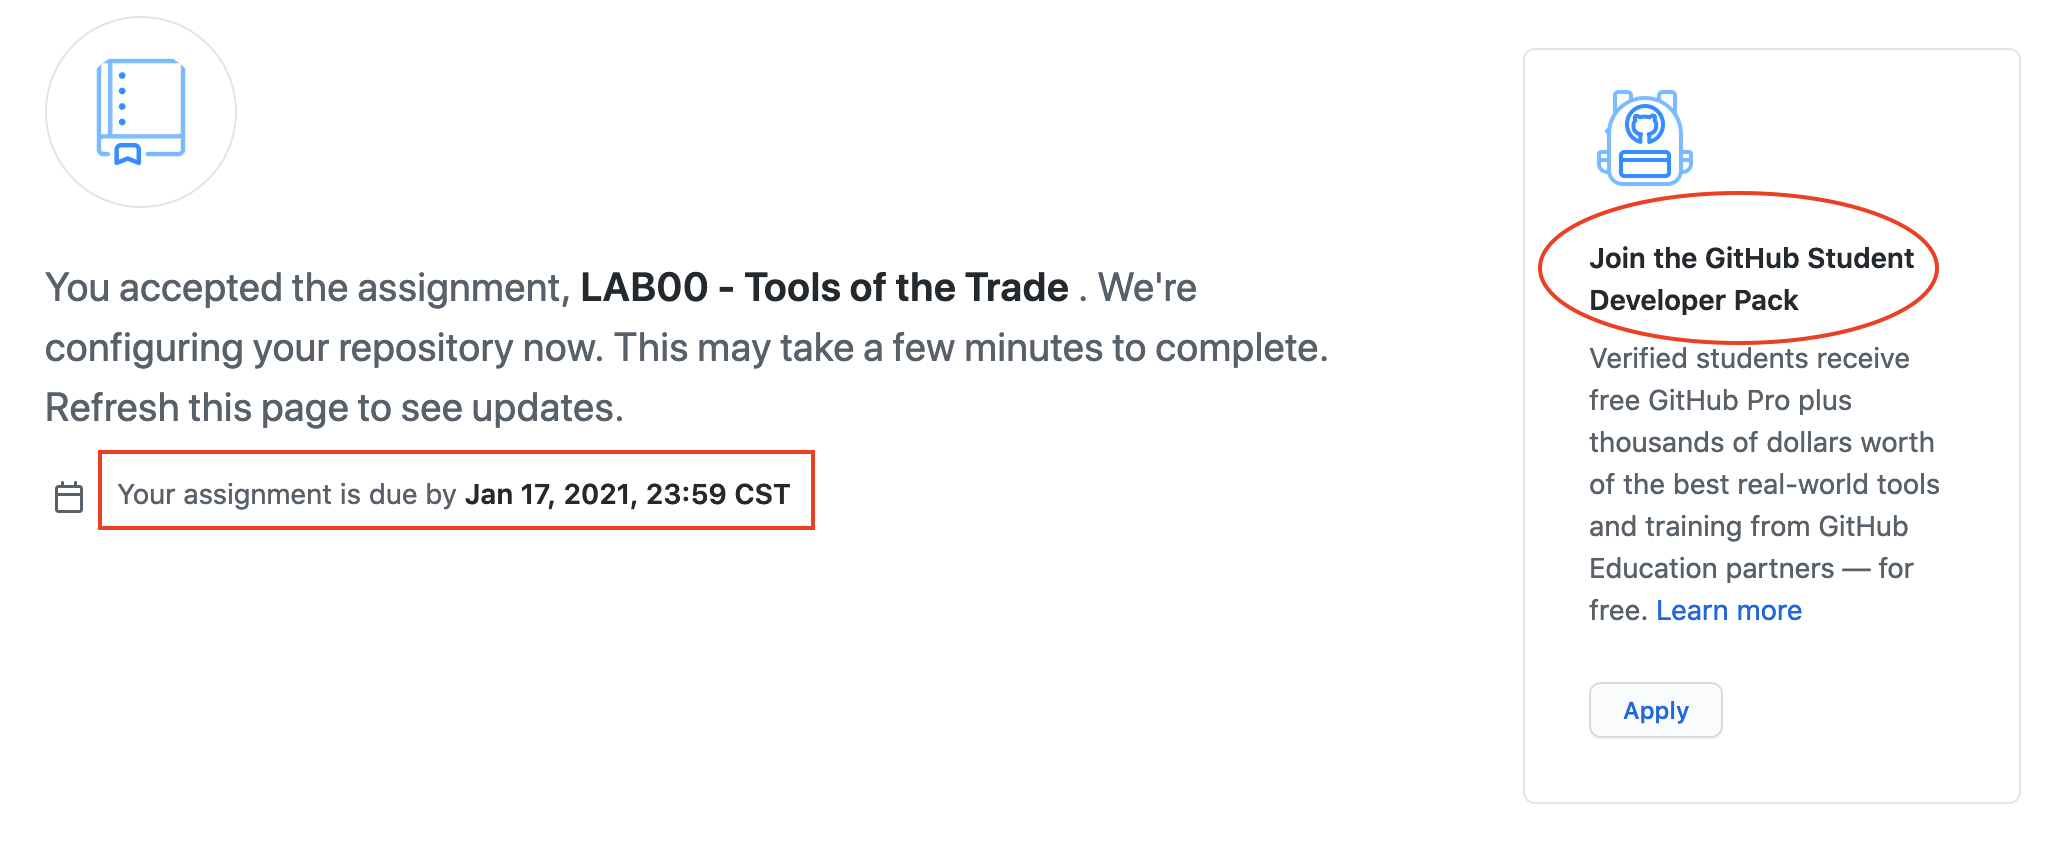 You accepted the assignment, LAB00 - Tools of the Trade . We're
configuring your repository now. This may take a few minutes to complete.
Refresh this page to see updates.
Your assignment is due by Jan 17, 2021, 23:59 CST
Join the GitHub Student
Developer Pack
Verified students receive
free GitHub Pro plus
thousands of dollars worth
of the best real-world tools
and training from GitHub
Education partners — for
free. Learn more
Apply